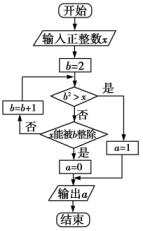 开始
输入正整数x
b=2
b²>x
是
b=b+1
否
否
x能被b整除
是
a=1
a=0
输出a
结束